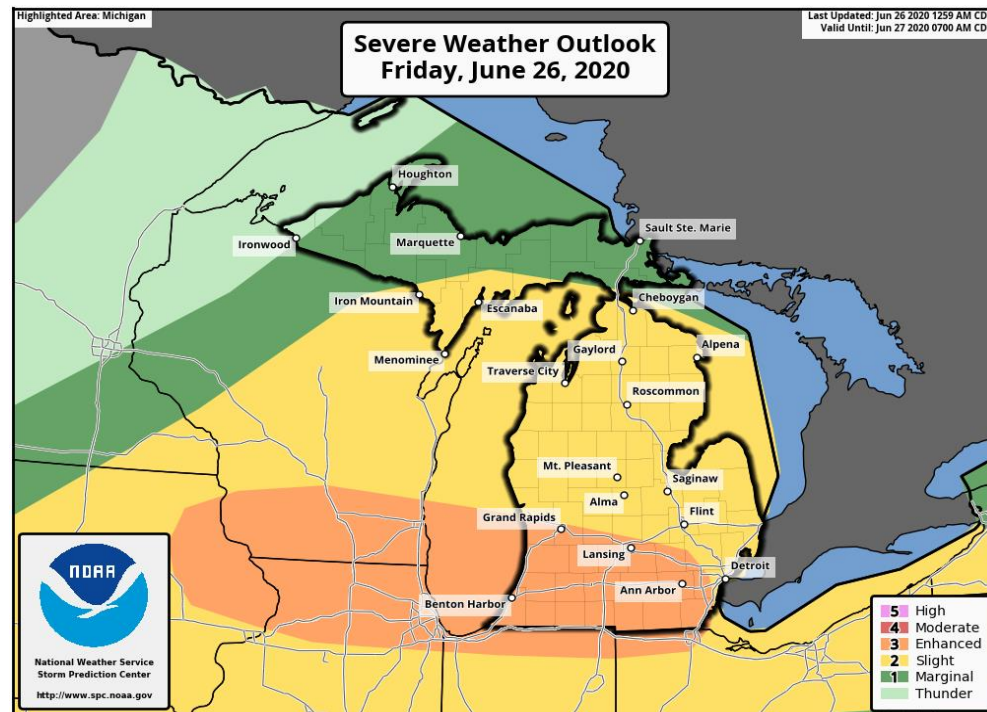 Highlighted Area: Michigan
Last Updated: Jun 26 2020 1259 AM CD
Valid Until: Jun 27 2020 0700 AM CD
Severe Weather Outlook
Friday, June 26, 2020
Houghton
Sault Ste. Marie
Ironwood
Marquette
Iron Mountain
Escanaba
Cheboygan
Menominee
Gaylord
Alpena
Traverse City
Roscommon
Mt. Pleasant
Saginaw
Alma
Grand Rapids
Flint
Lansing
Detroit
Ann Arbor
Benton Harbor
NOAA
National Weather Service
Storm Prediction Center
http://www.spc.noaa.gov
5 High
4 Moderate
3 Enhanced
2 Slight
1 Marginal
Thunder